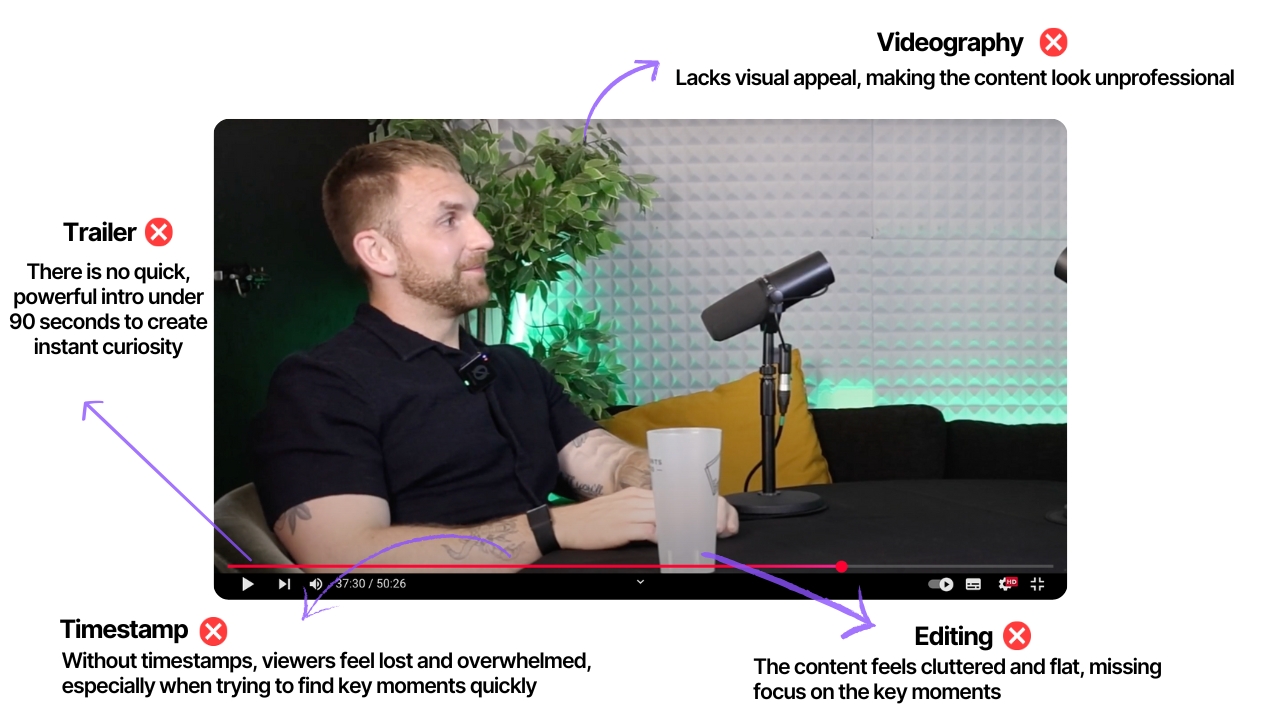 Videography
Lacks visual appeal, making the content look unprofessional
Trailer
There is no quick,
powerful intro under
90 seconds to create
instant curiosity
37:30 / 50:26
HD
Timestamp
Without timestamps, viewers feel lost and overwhelmed,
especially when trying to find key moments quickly
Editing
The content feels cluttered and flat, missing
focus on the key moments